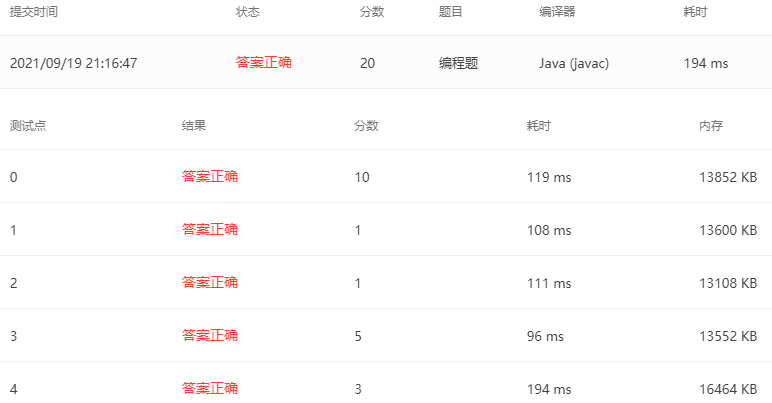 提交时间 状态 分数 题目 编译器 耗时
2021/09/19 21:16:47 答案正确 20 编程题 Java (javac) 194 ms
测试点 结果 分数 耗时 内存
0 答案正确 10 119 ms 13852 KB
1 答案正确 1 108 ms 13600 KB
2 答案正确 1 111 ms 13108 KB
3 答案正确 5 96 ms 13552 KB
4 答案正确 3 194 ms 16464 KB